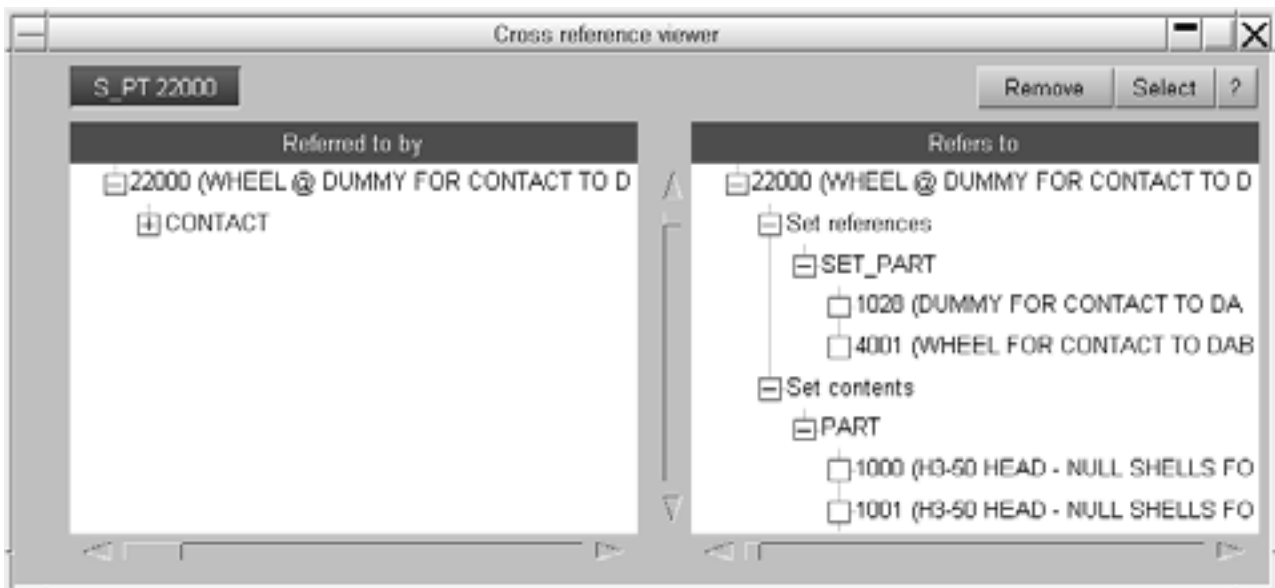 Cross reference viewer
S_PT 22000
Remove Select ?
Referred to by
22000 (WHEEL @ DUMMY FOR CONTACT TO D
CONTACT
Refers to
22000 (WHEEL @ DUMMY FOR CONTACT TO D
Set references
SET_PART
1028 (DUMMY FOR CONTACT TO DA
4001 (WHEEL FOR CONTACT TO DAB
Set contents
PART
1000 (H3-50 HEAD - NULL SHELLS FO
1001 (H3-50 HEAD - NULL SHELLS FO